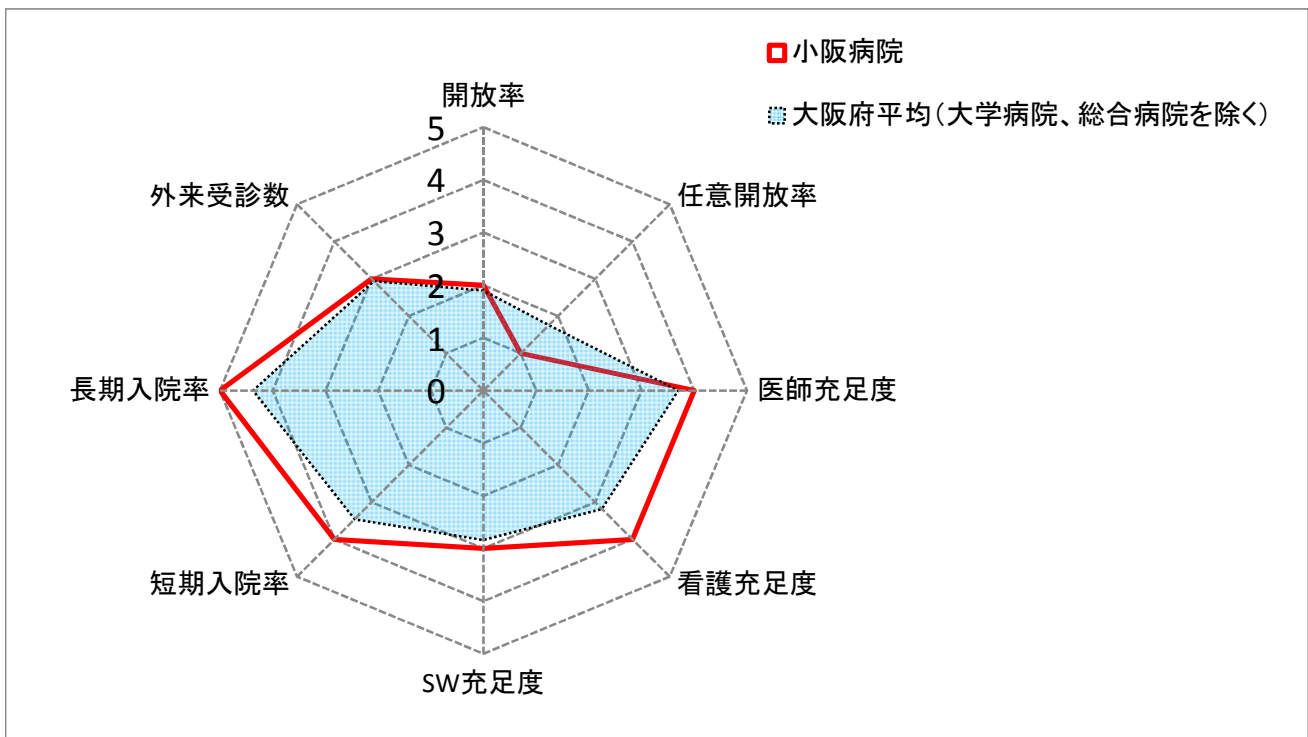 小阪病院
大阪府平均(大学病院、総合病院を除く)
開放率
任意開放率
医師充足度
看護充足度
SW充足度
短期入院率
長期入院率
外来受診数
5
4
3
2
1
0